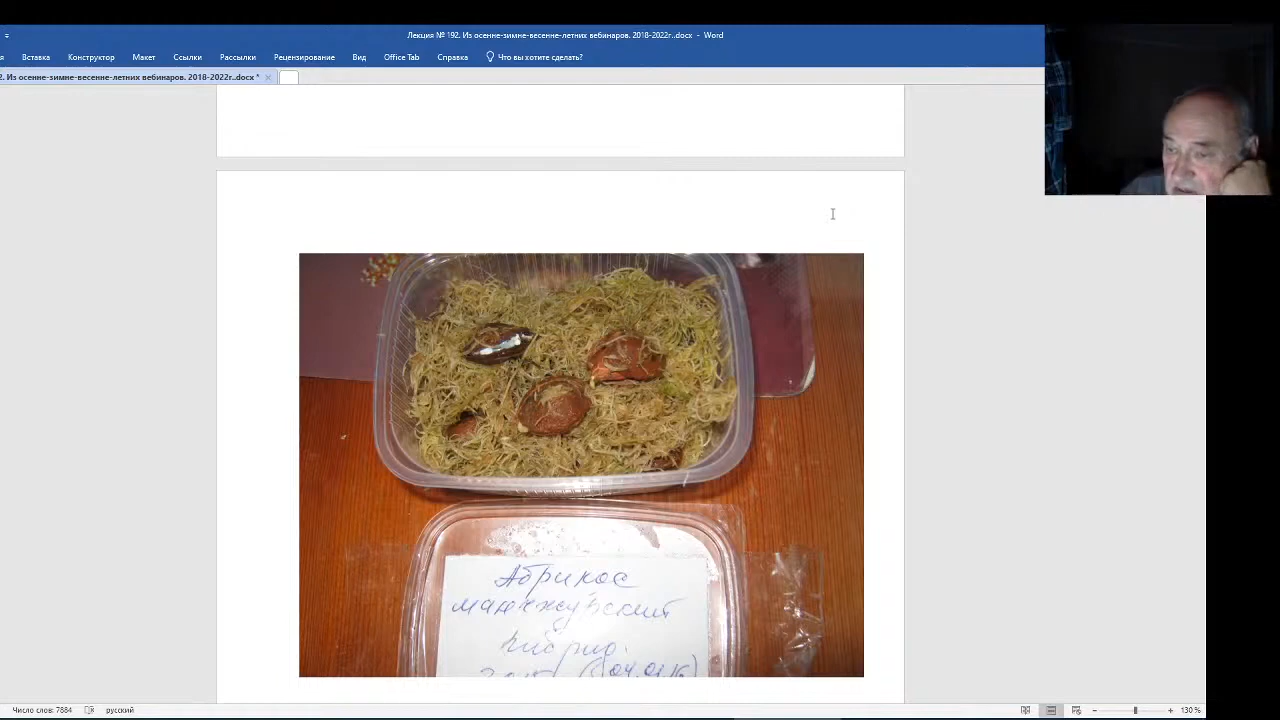 Лекция № 192. Из осенне-зимне-весенне-летних вебинаров. 2018-2022г..docx - Word
я Вставка Конструктор Макет Ссылки Рассылки Рецензирование Вид Office Tab Справка Что вы хотите сделать?
2. Из осенне-зимне-весенне-летних вебинаров. 2018-2022г..docx *
Абрикос
манчжурский
гибрид.
Число слов: 7884 русский 130 %